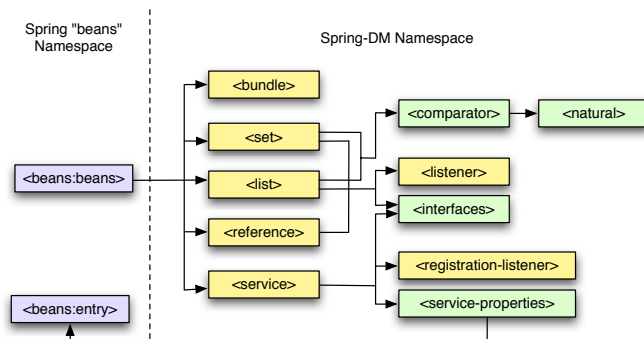 Spring "beans"
Namespace
Spring-DM Namespace
<bundle>
<set>
<comparator>
<natural>
<beans:beans>
<list>
<listener>
<interfaces>
<reference>
<registration-listener>
<service>
<service-properties>
<beans:entry>